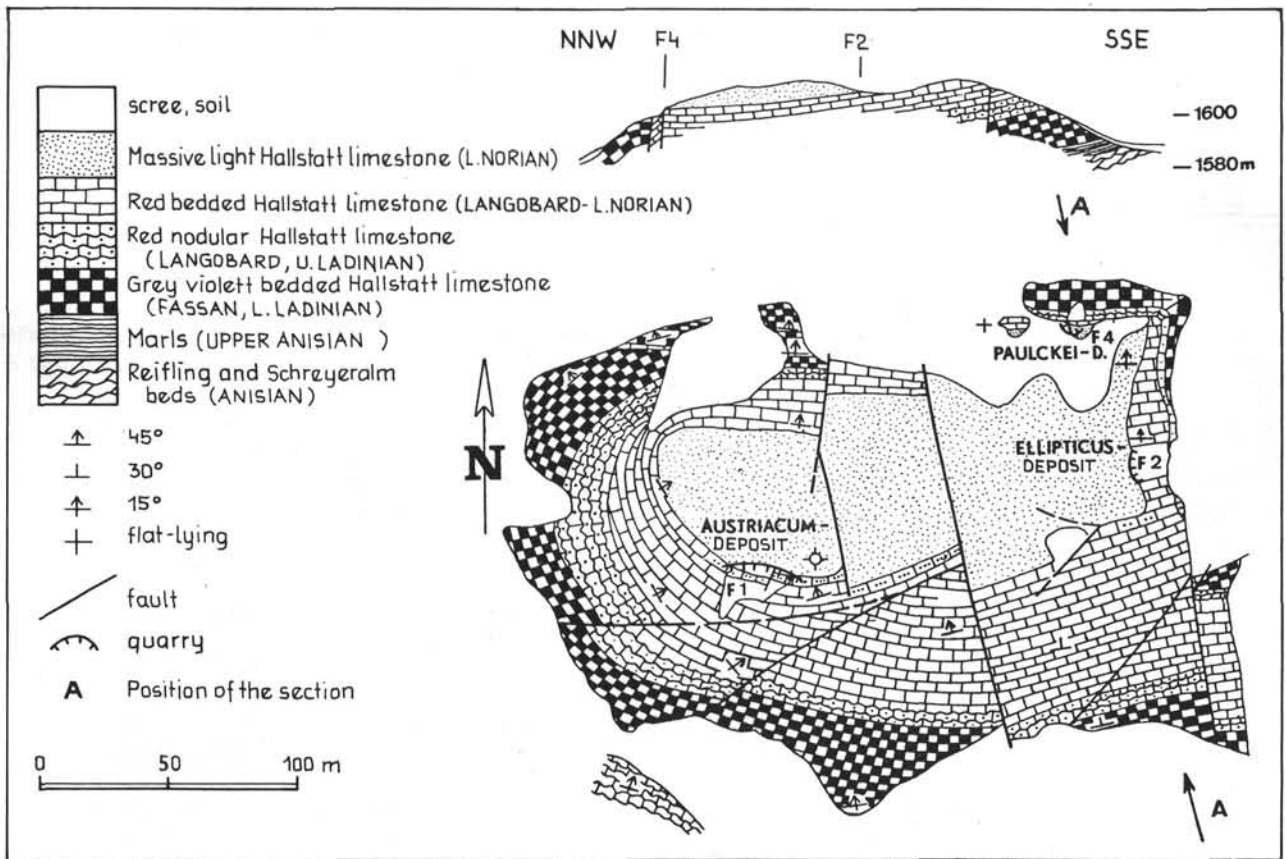 NNW F4 F2 SSE
1600
1580 m
scree, soil
Massive light Hallstatt limestone (L.NORIAN)
Red bedded Hallstatt limestone (LANGOBARD-L.NORIAN)
Red nodular Hallstatt limestone
(LANGOBARD, U.LADINIAN)
Grey violett bedded Hallstatt limestone
(FASSAN, L.LADINIAN)
Marls (UPPER ANISIAN )
Reifling and Schreyeralm
beds (ANISIAN)
45°
30°
15°
flat-lying
fault
quarry
A Position of the section
0 50 100 m
N
A
F4
PAULCKEI-D.
ELLIPTICUS-
DEPOSIT
F2
AUSTRIACUM-
DEPOSIT
F1
A